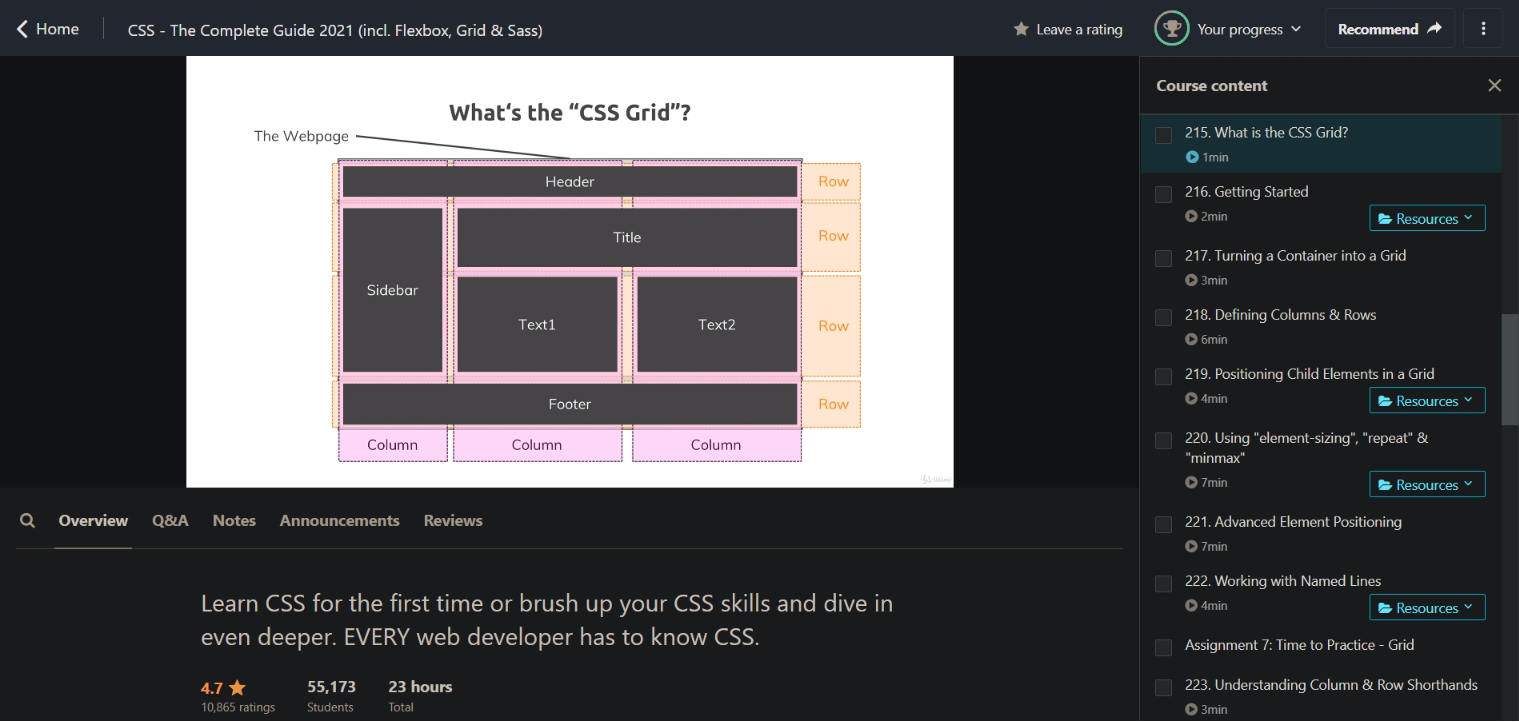 Home
CSS - The Complete Guide 2021 (incl. Flexbox, Grid & Sass)
Leave a rating
Your progress
Recommend
What's the “CSS Grid”?
The Webpage
Header
Row
Title
Row
Sidebar
Text1
Text2
Row
Footer
Row
Column
Column
Column
Overview
Q&A
Notes
Announcements
Reviews
Learn CSS for the first time or brush up your CSS skills and dive in
even deeper. EVERY web developer has to know CSS.
4.7
55,173
23 hours
10,865 ratings
Students
Total
Course content
215. What is the CSS Grid?
1min
216. Getting Started
2min
Resources
217. Turning a Container into a Grid
3min
218. Defining Columns & Rows
6min
219. Positioning Child Elements in a Grid
4min
Resources
220. Using "element-sizing", "repeat" &
"minmax"
7min
Resources
221. Advanced Element Positioning
7min
222. Working with Named Lines
4min
Resources
Assignment 7: Time to Practice - Grid
223. Understanding Column & Row Shorthands
3min